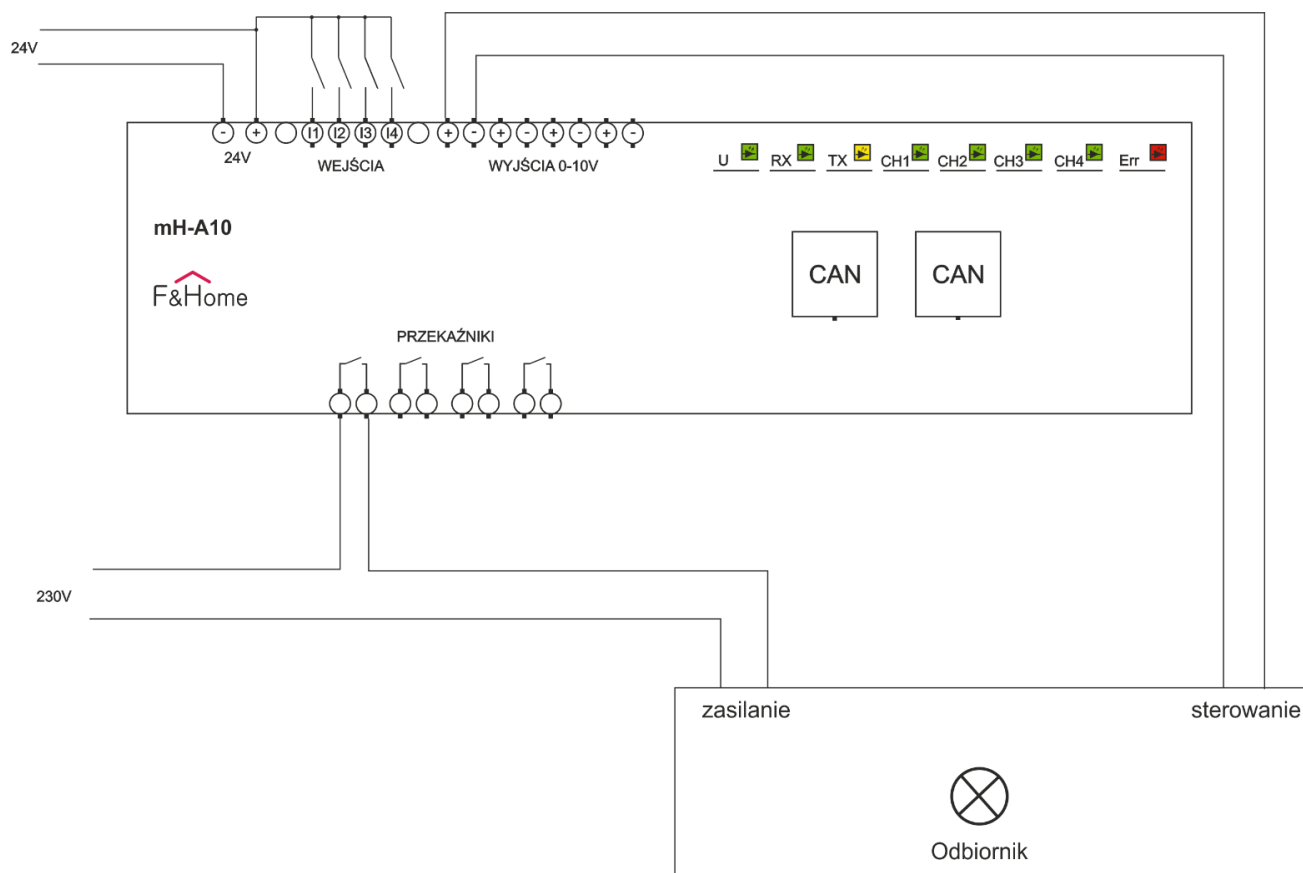 24V
- + I1 I2 I3 I4 + - + - + - + -
24V WEJŚCIA WYJŚCIA 0-10V
U RX TX CH1 CH2 CH3 CH4 Err
mH-A10
F&Home
CAN CAN
PRZEKAŹNIKI
230V
zasilanie sterowanie
Odbiornik